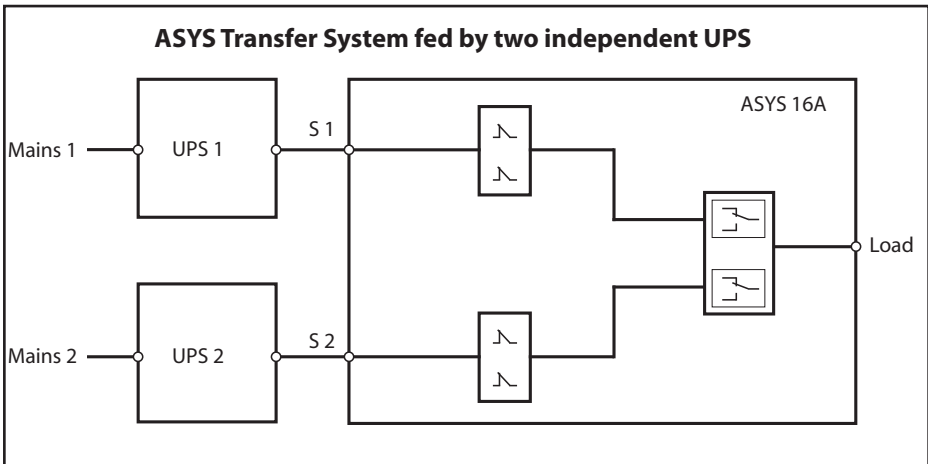 ASYS Transfer System fed by two independent UPS
ASYS 16A
S 1
Mains 1
UPS 1
Load
S 2
Mains 2
UPS 2